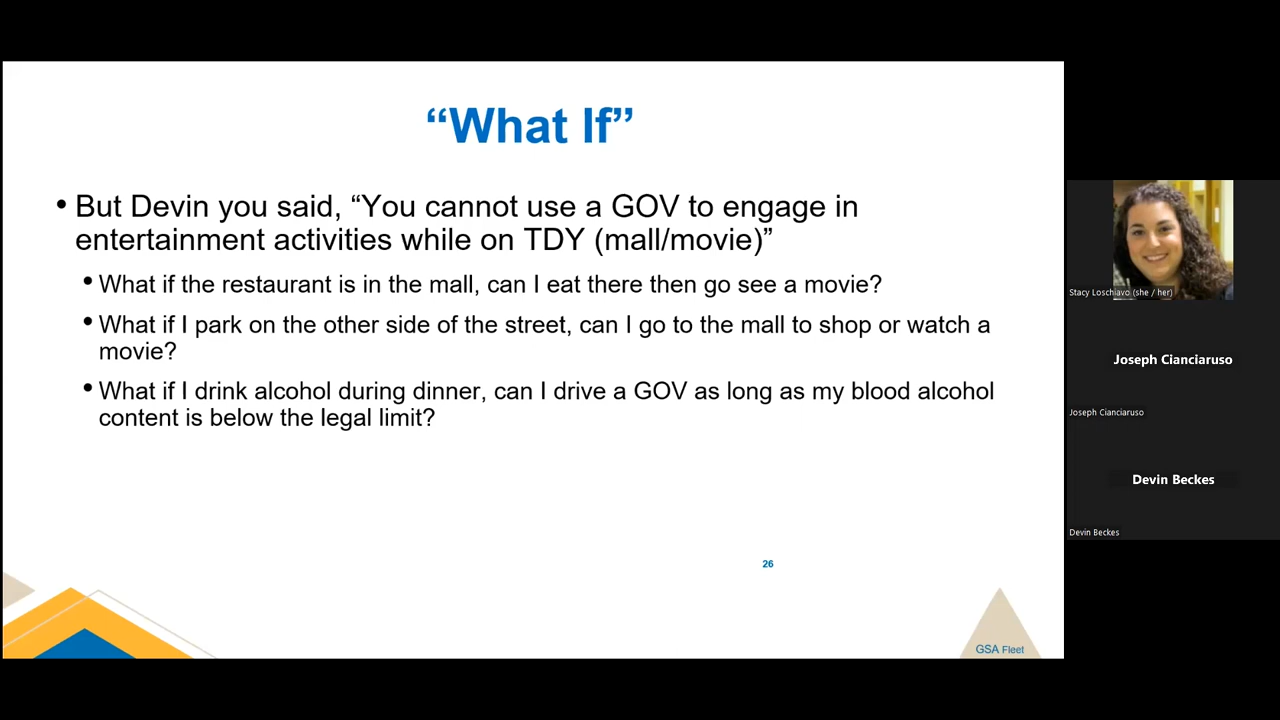 “What If”
• But Devin you said, “You cannot use a GOV to engage in
entertainment activities while on TDY (mall/movie)”
• What if the restaurant is in the mall, can I eat there then go see a movie?
• What if I park on the other side of the street, can I go to the mall to shop or watch a
movie?
• What if I drink alcohol during dinner, can I drive a GOV as long as my blood alcohol
content is below the legal limit?
26
GSA Fleet
Stacy Loschiavo (she / her)
Joseph Cianciaruso
Joseph Cianciaruso
Devin Beckes
Devin Beckes